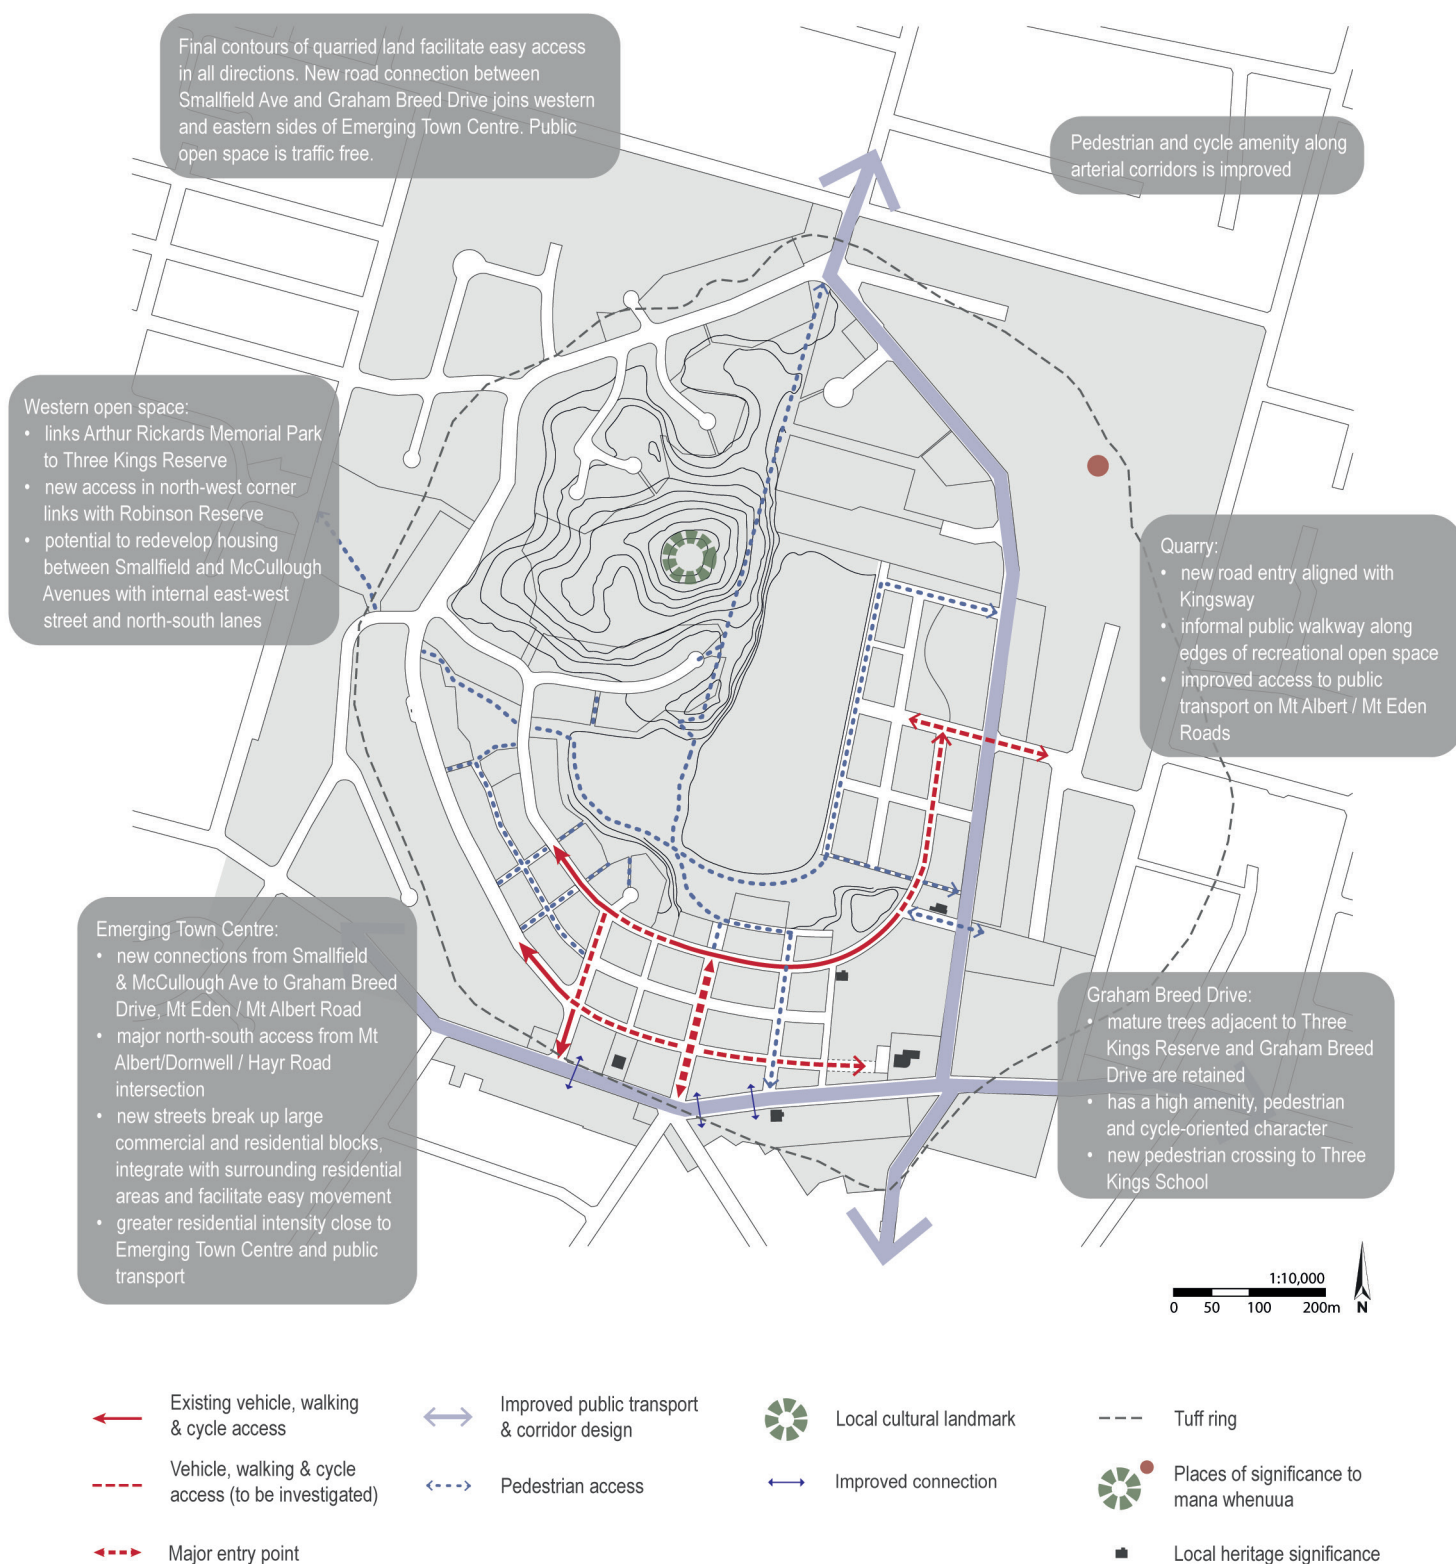 Final contours of quarried land facilitate easy access
in all directions. New road connection between
Smallfield Ave and Graham Breed Drive joins western
and eastern sides of Emerging Town Centre. Public
open space is traffic free.
Pedestrian and cycle amenity along
arterial corridors is improved
Western open space:
• links Arthur Rickards Memorial Park
to Three Kings Reserve
• new access in north-west corner
links with Robinson Reserve
• potential to redevelop housing
between Smallfield and McCullough
Avenues with internal east-west
street and north-south lanes
Quarry:
• new road entry aligned with
Kingsway
• informal public walkway along
edges of recreational open space
• improved access to public
transport on Mt Albert / Mt Eden
Roads
Emerging Town Centre:
• new connections from Smallfield
& McCullough Ave to Graham Breed
Drive, Mt Eden / Mt Albert Road
• major north-south access from Mt
Albert/Dornwell / Hayr Road
intersection
• new streets break up large
commercial and residential blocks,
integrate with surrounding residential
areas and facilitate easy movement
• greater residential intensity close to
Emerging Town Centre and public
transport
Graham Breed Drive:
• mature trees adjacent to Three
Kings Reserve and Graham Breed
Drive are retained
• has a high amenity, pedestrian
and cycle-oriented character
• new pedestrian crossing to Three
Kings School
1:10,000
0 50 100 200m N
Existing vehicle, walking
& cycle access
Vehicle, walking & cycle
access (to be investigated)
Major entry point
Improved public transport
& corridor design
Pedestrian access
Local cultural landmark
Improved connection
Tuff ring
Places of significance to
mana whenuua
Local heritage significance